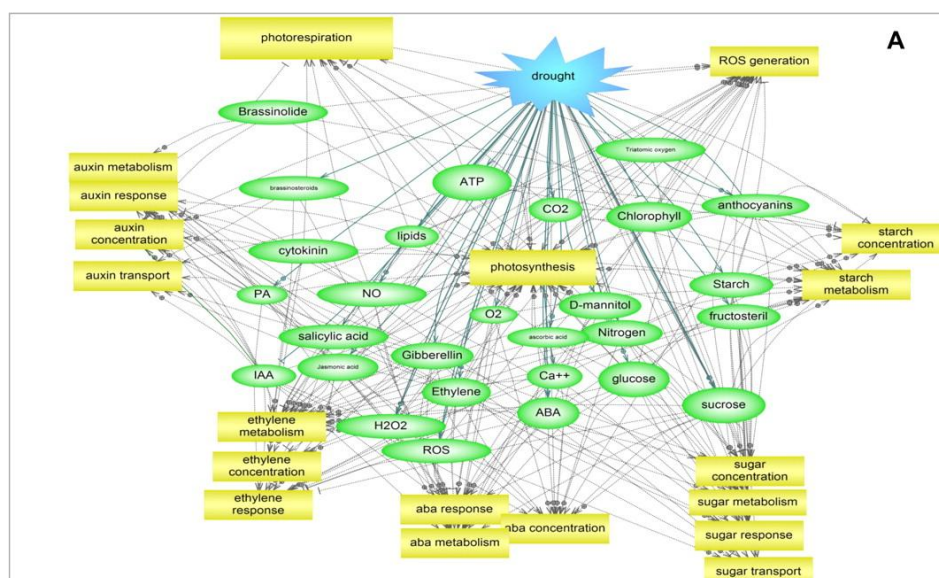 A
photorespiration
drought
ROS generation
Brassinolide
Triatomic oxygen
auxin metabolism
auxin response
brassinosteroids
ATP
CO2
Chlorophyll
anthocyanins
auxin
concentration
cytokinin
lipids
starch
concentration
auxin transport
photosynthesis
starch
metabolism
PA
NO
D-mannitol
Starch
O2
fructosteril
salicylic acid
ascorbic acid
Nitrogen
Gibberellin
IAA
Jasmonic acid
Ca++
glucose
Ethylene
ABA
sucrose
ethylene
metabolism
H2O2
ROS
ethylene
concentration
sugar
concentration
ethylene
response
aba response
sugar metabolism
aba concentration
sugar response
aba metabolism
sugar transport